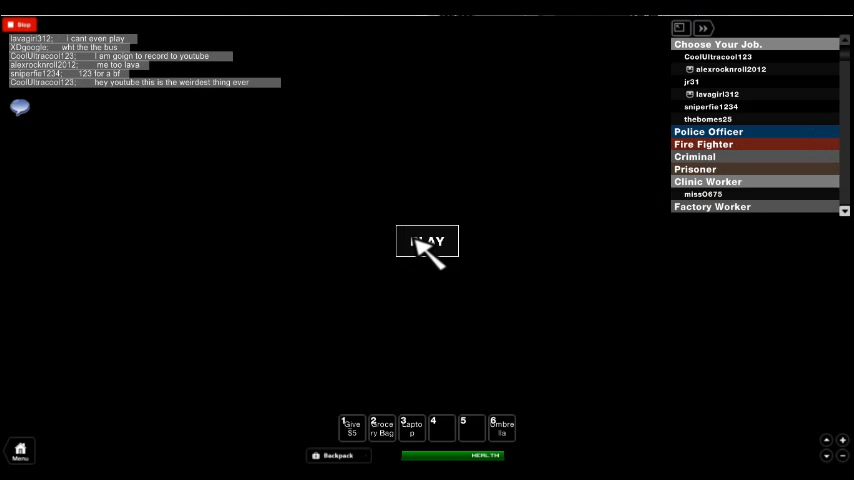 Stop
lavagirl312; i cant even play
XDgoogle; wht the the bus
CoolUltracool123; I am goign to record to youtube
alexrocknroll2012; me too lava
sniperfie1234; 123 for a bf
CoolUltracool123; hey youtube this is the weirdest thing ever
Choose Your Job.
CoolUltracool123
alexrocknroll2012
jr31
lavagirl312
sniperfie1234
thebomes25
Police Officer
Fire Fighter
Criminal
Prisoner
Clinic Worker
miss0675
Factory Worker
PLAY
1 Give $5
2 Grocery Bag
3 Laptop
4
5
6 Umbrella
Menu
Backpack
HEALTH